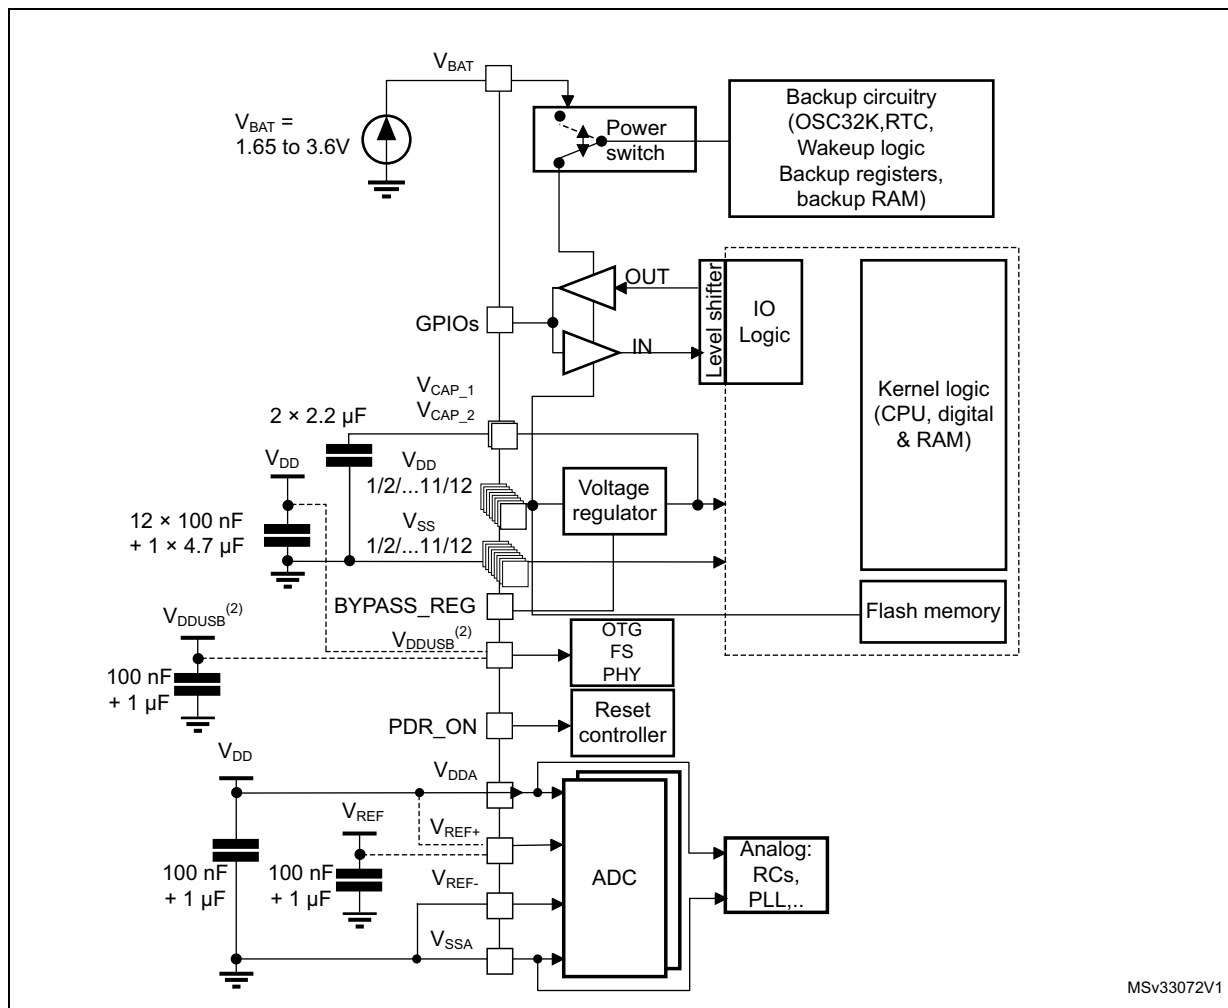 VBAT
VBAT =
1.65 to 3.6V
Power
switch
Backup circuitry
(OSC32K,RTC,
Wakeup logic
Backup registers,
backup RAM)
OUT
GPIOs
IN
Level shifter
IO
Logic
Kernel logic
(CPU, digital
& RAM)
VCAP_1
VCAP_2
2 × 2.2 µF
VDD
VDD
1/2/...11/12
Voltage
regulator
12 × 100 nF
+ 1 × 4.7 µF
VSS
1/2/...11/12
BYPASS_REG
Flash memory
VDDUSB(2)
VDDUSB(2)
OTG
FS
PHY
100 nF
+ 1 µF
PDR_ON
Reset
controller
VDD
VDDA
VREF
VREF+
100 nF
+ 1 µF
100 nF
+ 1 µF
VREF-
ADC
Analog:
RCs,
PLL,..
VSSA
MSv33072V1